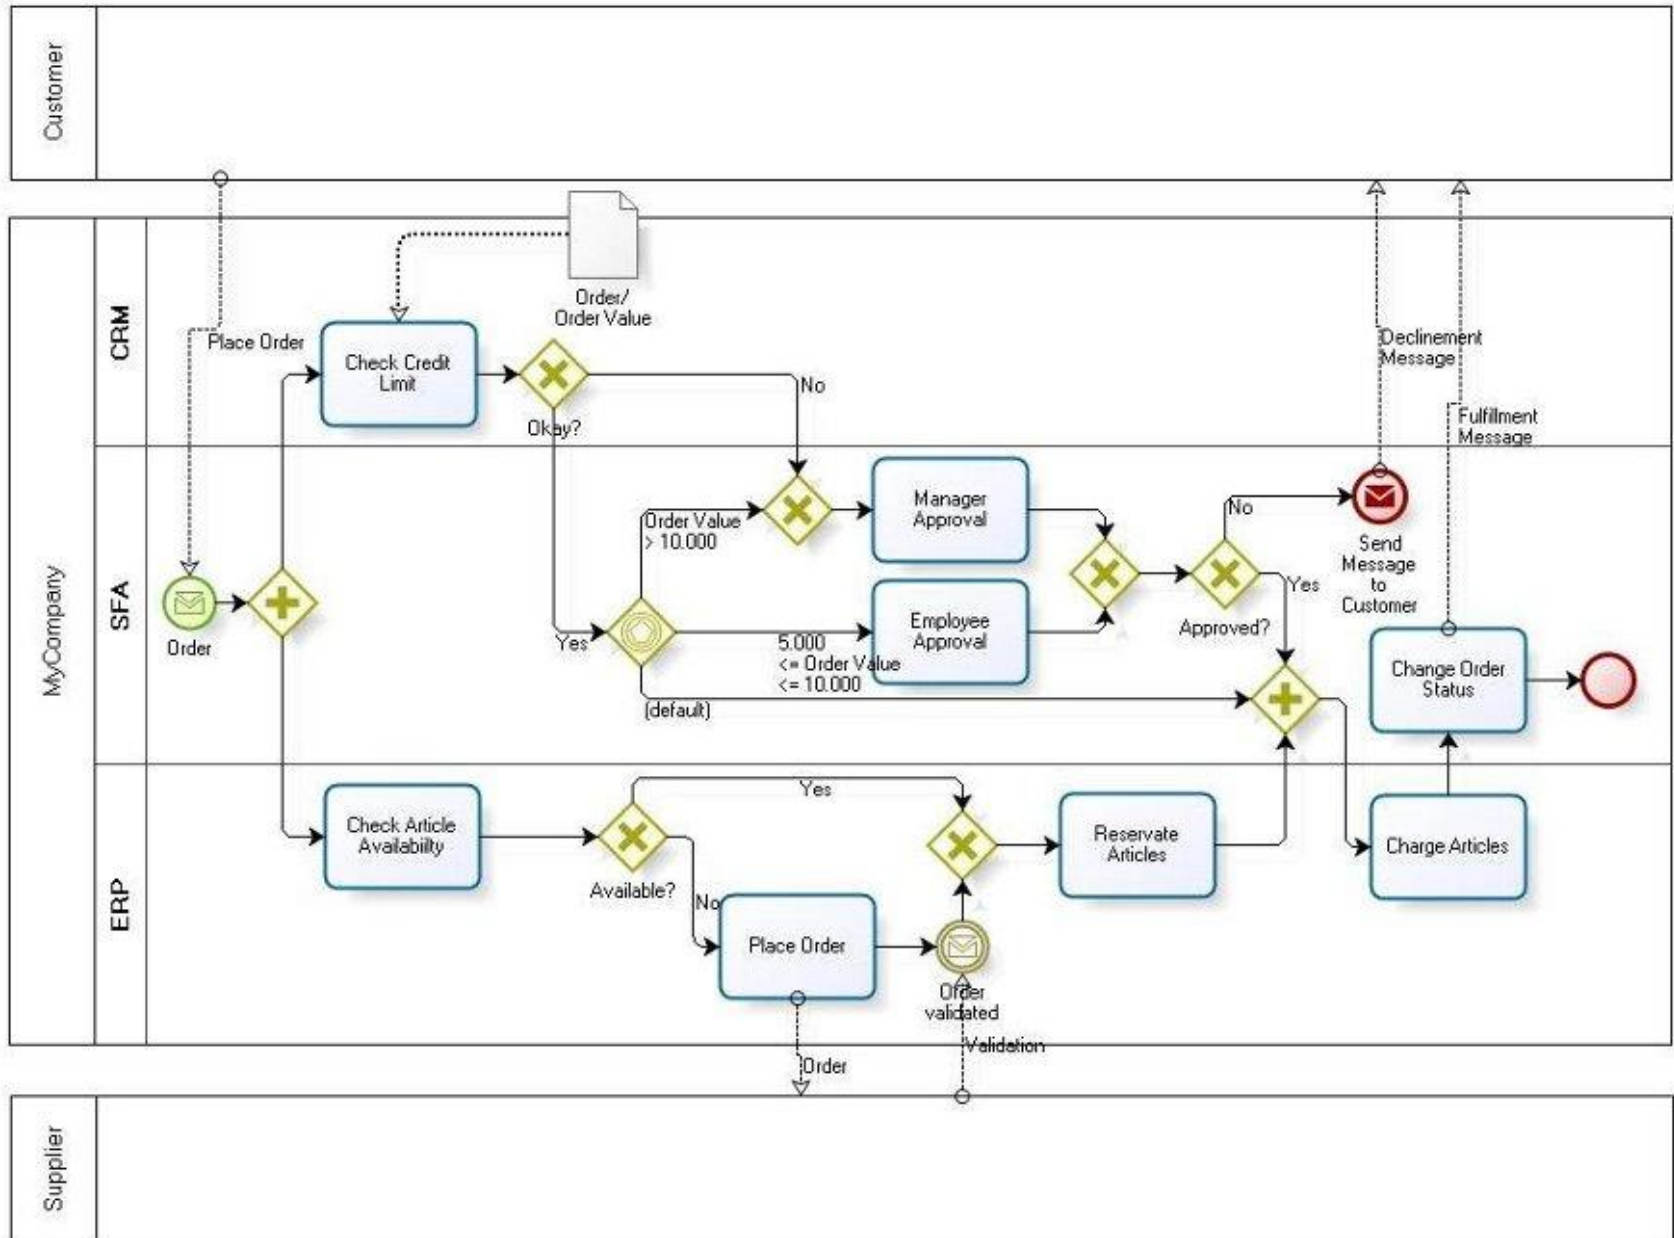 Customer
Place Order
Order/
Order Value
CRM
Check Credit
Limit
Okay?
No
Declinement
Message
Fulfillment
Message
MyCompany
SFA
Order
Yes
Order Value
> 10.000
5.000
<= Order Value
<= 10.000
(default)
Manager
Approval
Employee
Approval
Approved?
No
Yes
Send
Message
to
Customer
Change Order
Status
ERP
Check Article
Availabilty
Available?
Yes
No
Place Order
Order
validated
Reservate
Articles
Charge Articles
Order
Validation
Supplier